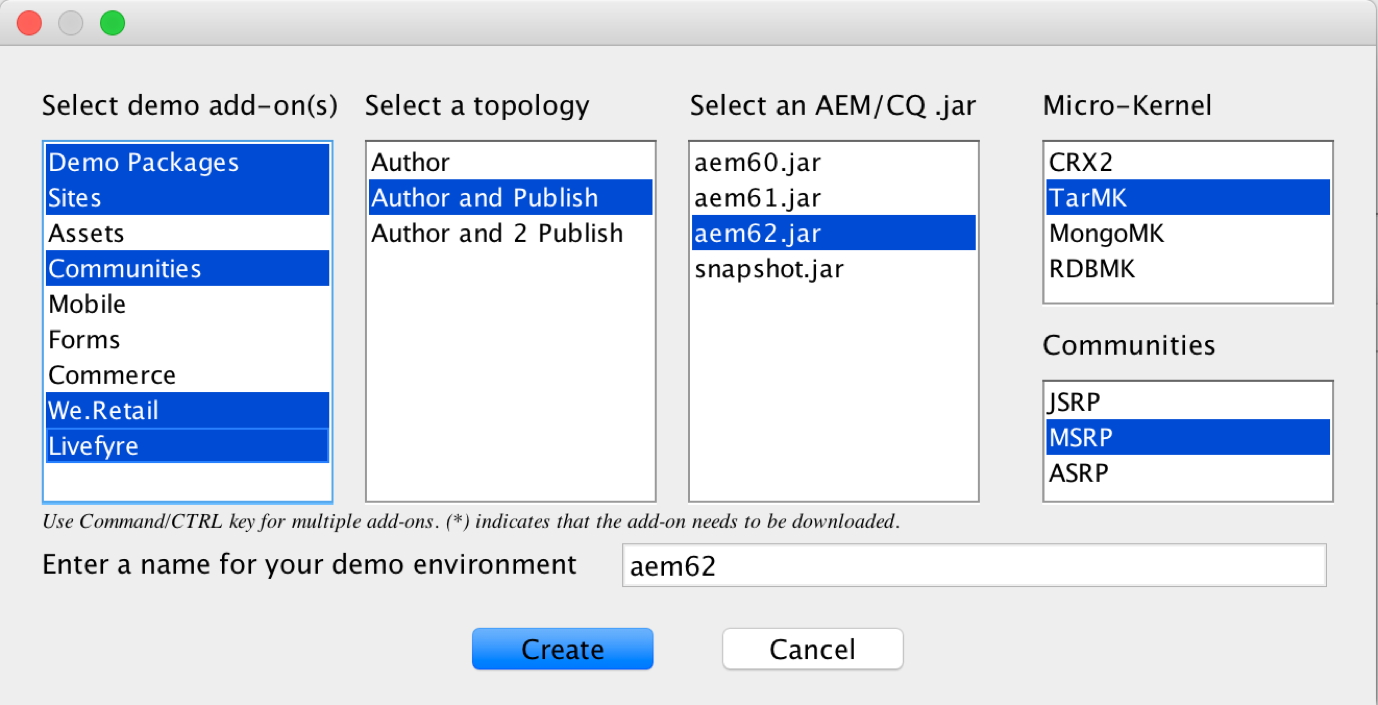 Select demo add-on(s)
Demo Packages
Sites
Assets
Communities
Mobile
Forms
Commerce
We.Retail
Livefyre
Select a topology
Author
Author and Publish
Author and 2 Publish
Select an AEM/CQ .jar
aem60.jar
aem61.jar
aem62.jar
snapshot.jar
Micro-Kernel
CRX2
TarMK
MongoMK
RDBMK
Communities
JSRP
MSRP
ASRP
Use Command/CTRL key for multiple add-ons. (*) indicates that the add-on needs to be downloaded.
Enter a name for your demo environment
aem62
Create
Cancel